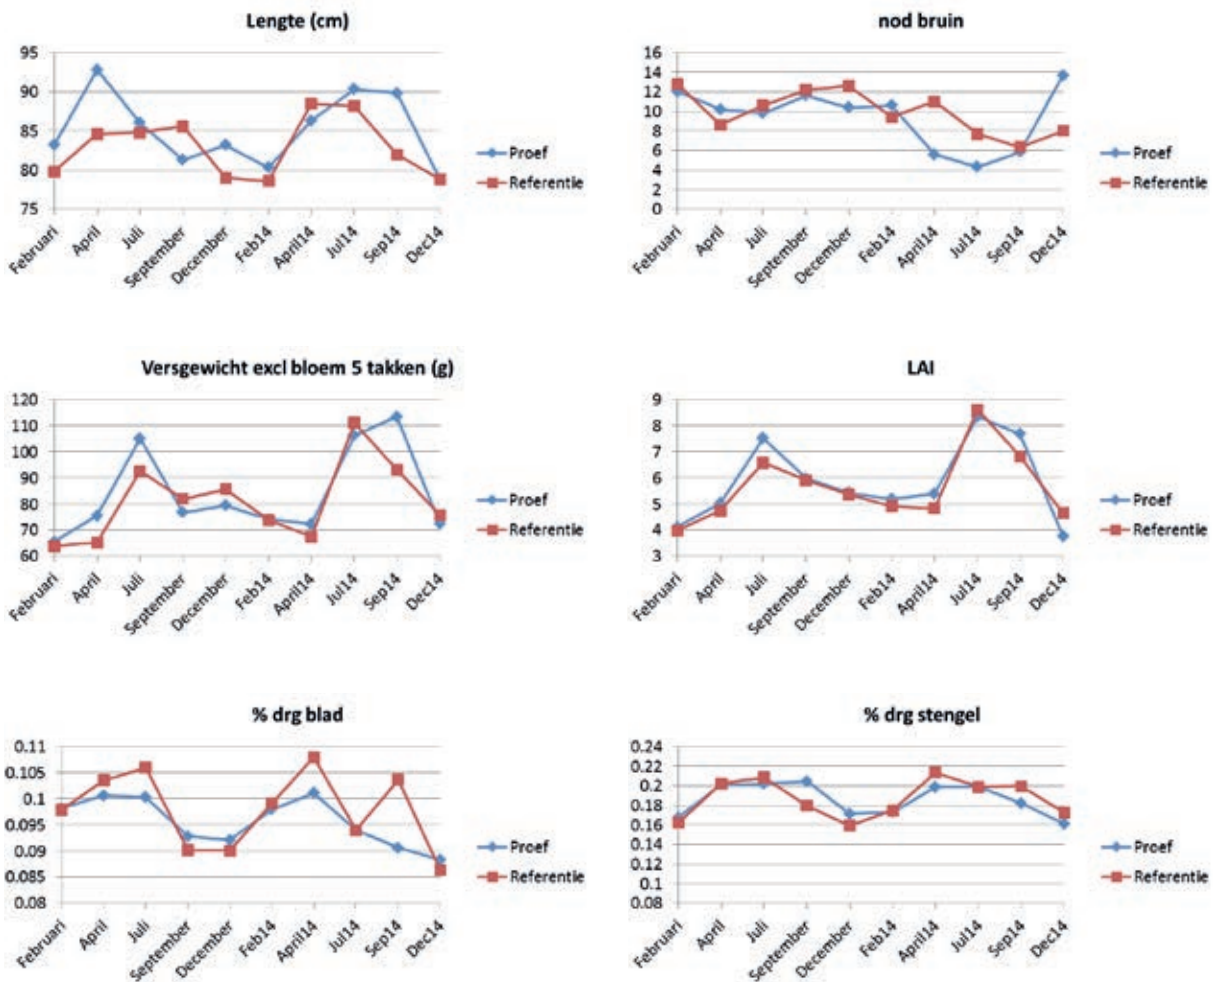 Lengte (cm)
95
90
85
80
75
Februari
April
Juli
September
December
Feb14
April14
Jul14
Sep14
Dec14
Proef
Referentie
nod bruin
16
14
12
10
8
6
4
2
0
Februari
April
Juli
September
December
Feb14
April14
Jul14
Sep14
Dec14
Proef
Referentie
Versgewicht excl bloem 5 takken (g)
120
110
100
90
80
70
60
Februari
April
Juli
September
December
Feb14
April14
Jul14
Sep14
Dec14
Proef
Referentie
LAI
9
8
7
6
5
4
3
Februari
April
Juli
September
December
Feb14
April14
Jul14
Sep14
Dec14
Proef
Referentie
% drg blad
0.11
0.105
0.1
0.095
0.09
0.085
0.08
Februari
April
Juli
September
December
Feb14
April14
Jul14
Sep14
Dec14
Proef
Referentie
% drg stengel
0.24
0.22
0.2
0.18
0.16
0.14
0.12
0.1
0.08
Februari
April
Juli
September
December
Feb14
April14
Jul14
Sep14
Dec14
Proef
Referentie